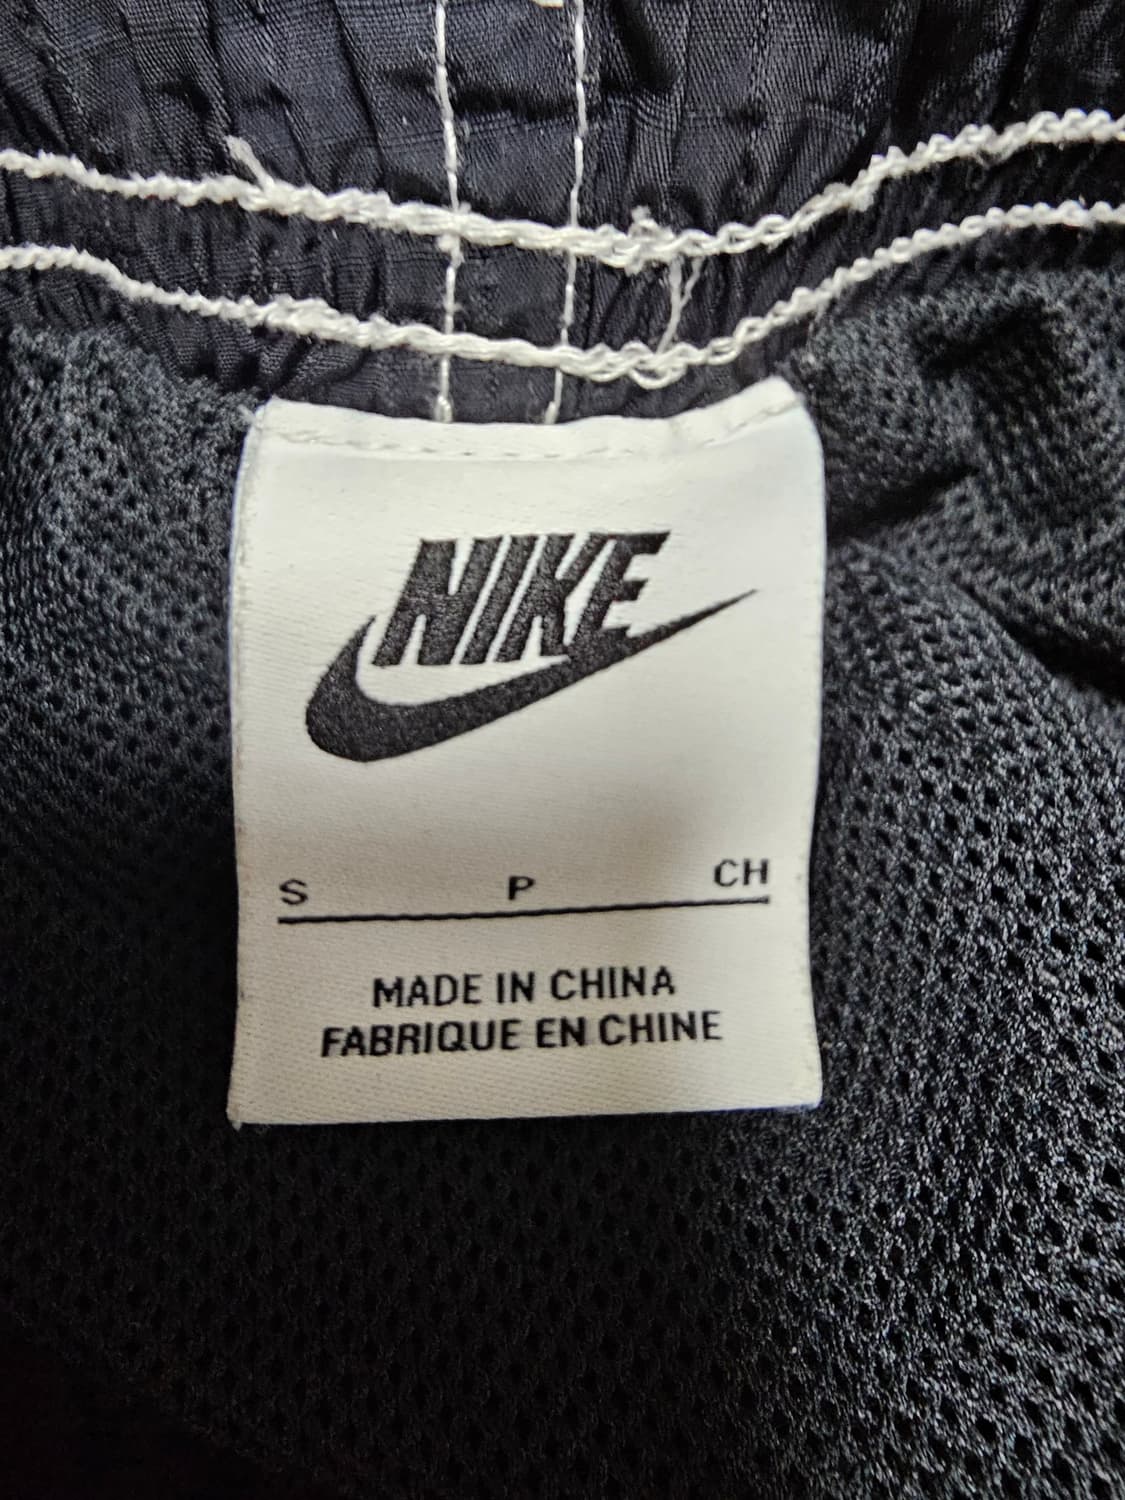 NIKE
S P CH
MADE IN CHINA
FABRIQUE EN CHINE